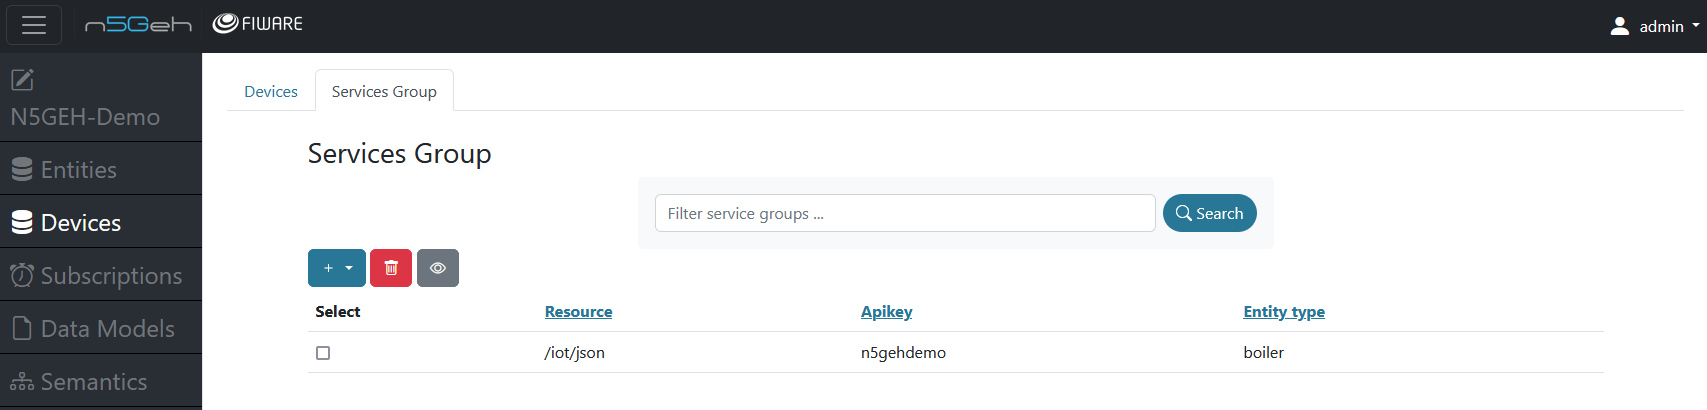 n5Geh FIWARE admin
N5GEH-Demo
Entities
Devices
Subscriptions
Data Models
Semantics
Devices Services Group
Services Group
Filter service groups ... Search
+
Select Resource Apikey Entity type
/iot/json n5gehdemo boiler